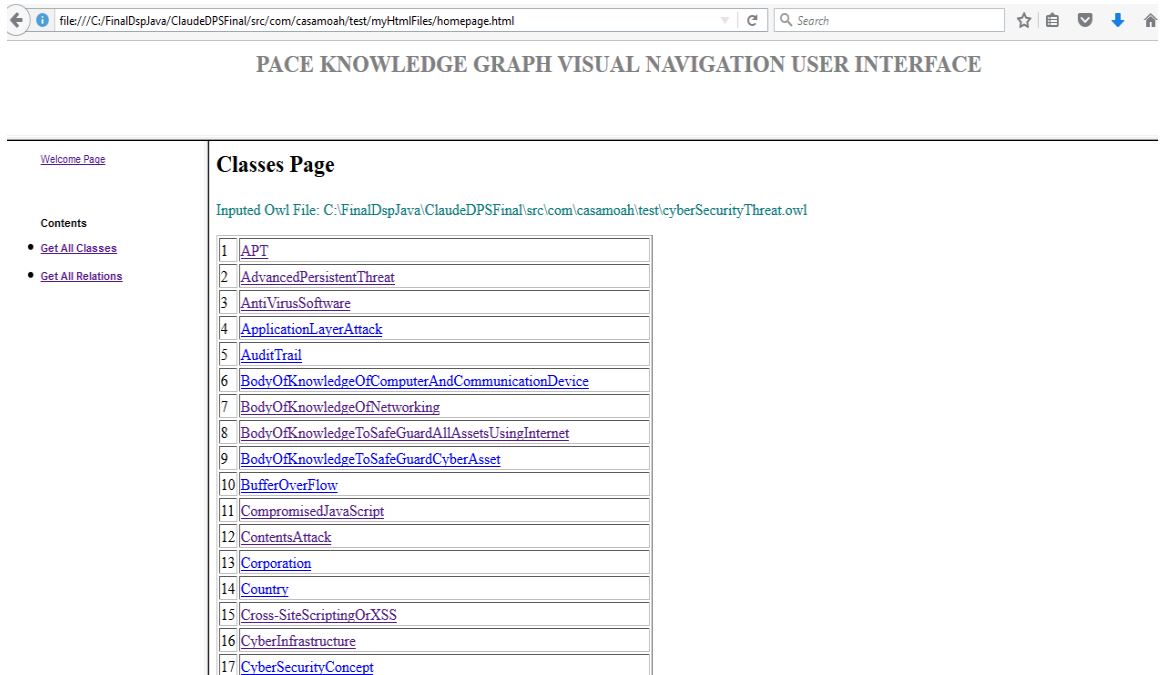 file:///C:/FinalDspJava/ClaudeDPSFinal/src/com/casamoah/test/myHtmlFiles/homepage.html
Search
PACE KNOWLEDGE GRAPH VISUAL NAVIGATION USER INTERFACE
Welcome Page
Contents
Get All Classes
Get All Relations
Classes Page
Inputed Owl File: C:\FinalDspJava\ClaudeDPSFinal\src\com\casamoah\test\cyberSecurityThreat.owl
1 APT
2 AdvancedPersistentThreat
3 AntiVirusSoftware
4 ApplicationLayerAttack
5 AuditTrail
6 BodyOfKnowledgeOfComputerAndCommunicationDevice
7 BodyOfKnowledgeOfNetworking
8 BodyOfKnowledgeToSafeGuardAllAssetsUsingInternet
9 BodyOfKnowledgeToSafeGuardCyberAsset
10 BufferOverFlow
11 CompromisedJavaScript
12 ContentsAttack
13 Corporation
14 Country
15 Cross-SiteScriptingOrXSS
16 CyberInfrastructure
17 CyberSecurityConcept